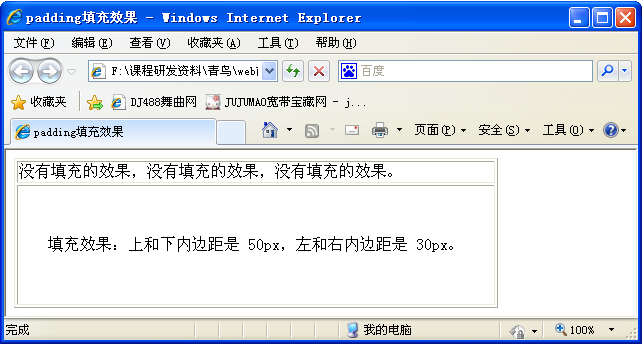 padding填充效果 - Windows Internet Explorer
文件(F) 编辑(E) 查看(V) 收藏夹(A) 工具(T) 帮助(H)
F:\课程研发资料\青鸟\web 百度
收藏夹 DJ488舞曲网 JUJUMAO宽带宝藏网 - j...
padding填充效果 页面(P) 安全(S) 工具(O)
没有填充的效果，没有填充的效果，没有填充的效果。
填充效果：上和下内边距是 50px，左和右内边距是 30px。
完成 我的电脑 100%